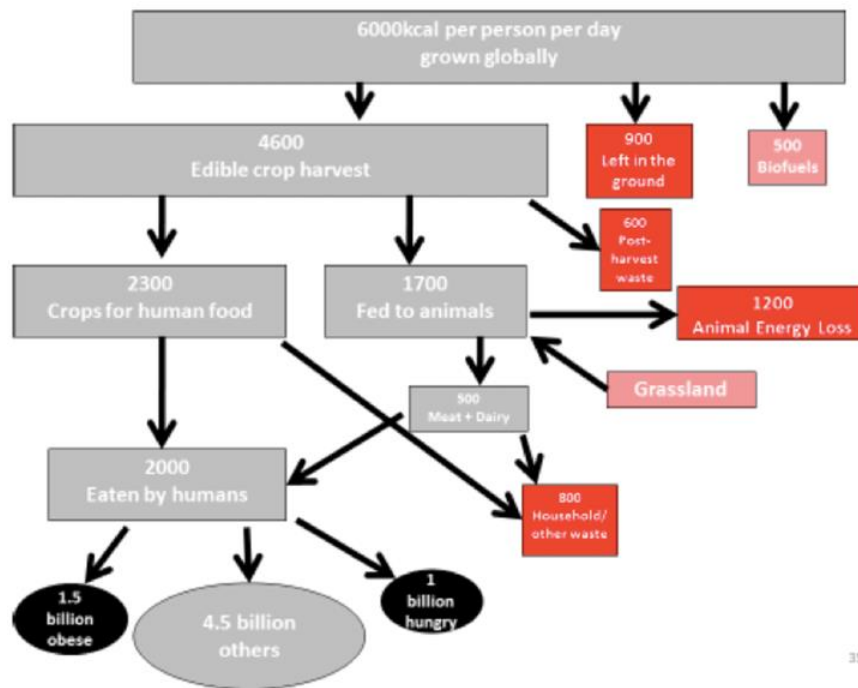 6000kcal per person per day
grown globally
4600
Edible crop harvest
900
Left in the
ground
500
Biofuels
600
Post-
harvest
waste
2300
Crops for human food
1700
Fed to animals
1200
Animal Energy Loss
Grassland
500
Meat + Dairy
2000
Eaten by humans
800
Household/
other waste
1.5
billion
obese
4.5 billion
others
1
billion
hungry